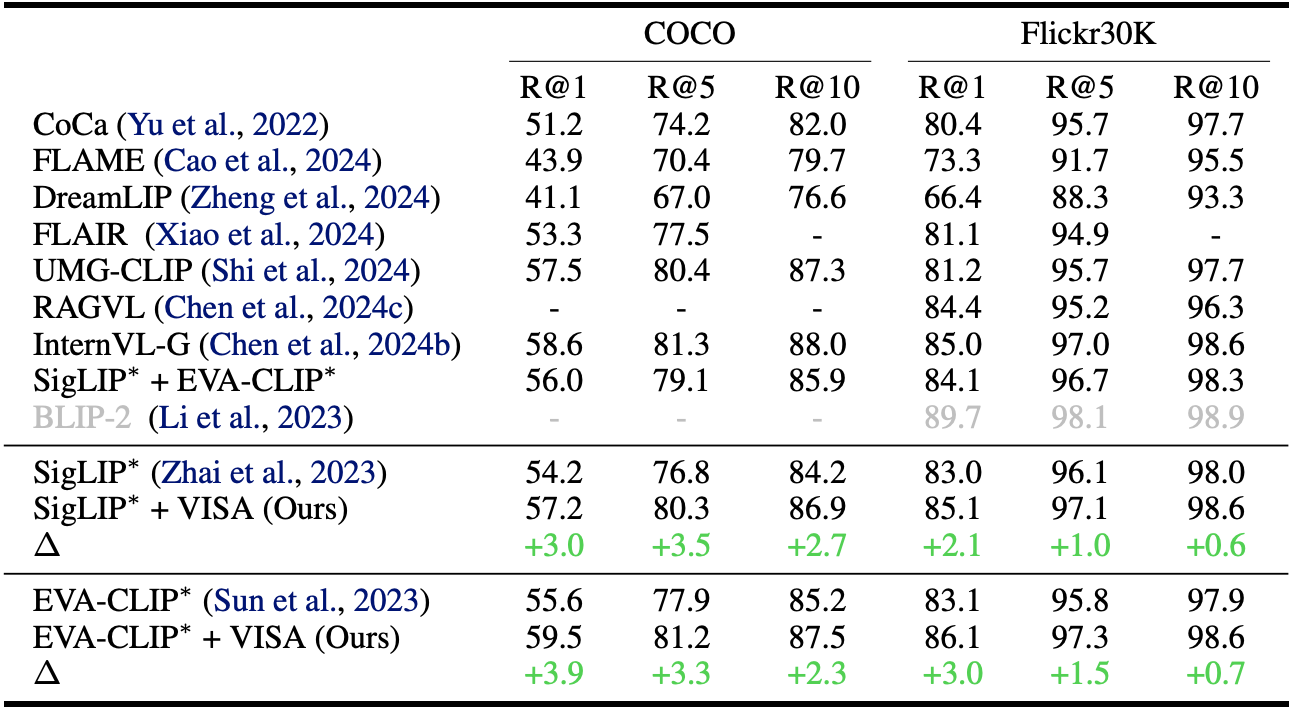 COCO Flickr30K
R@1 R@5 R@10 R@1 R@5 R@10
CoCa (Yu et al., 2022) 51.2 74.2 82.0 80.4 95.7 97.7
FLAME (Cao et al., 2024) 43.9 70.4 79.7 73.3 91.7 95.5
DreamLIP (Zheng et al., 2024) 41.1 67.0 76.6 66.4 88.3 93.3
FLAIR (Xiao et al., 2024) 53.3 77.5 - 81.1 94.9 -
UMG-CLIP (Shi et al., 2024) 57.5 80.4 87.3 81.2 95.7 97.7
RAGVL (Chen et al., 2024c) - - - 84.4 95.2 96.3
InternVL-G (Chen et al., 2024b) 58.6 81.3 88.0 85.0 97.0 98.6
SigLIP* + EVA-CLIP* 56.0 79.1 85.9 84.1 96.7 98.3
BLIP-2 (Li et al., 2023) - - - 89.7 98.1 98.9
SigLIP* (Zhai et al., 2023) 54.2 76.8 84.2 83.0 96.1 98.0
SigLIP* + VISA (Ours) 57.2 80.3 86.9 85.1 97.1 98.6
Δ +3.0 +3.5 +2.7 +2.1 +1.0 +0.6
EVA-CLIP* (Sun et al., 2023) 55.6 77.9 85.2 83.1 95.8 97.9
EVA-CLIP* + VISA (Ours) 59.5 81.2 87.5 86.1 97.3 98.6
Δ +3.9 +3.3 +2.3 +3.0 +1.5 +0.7